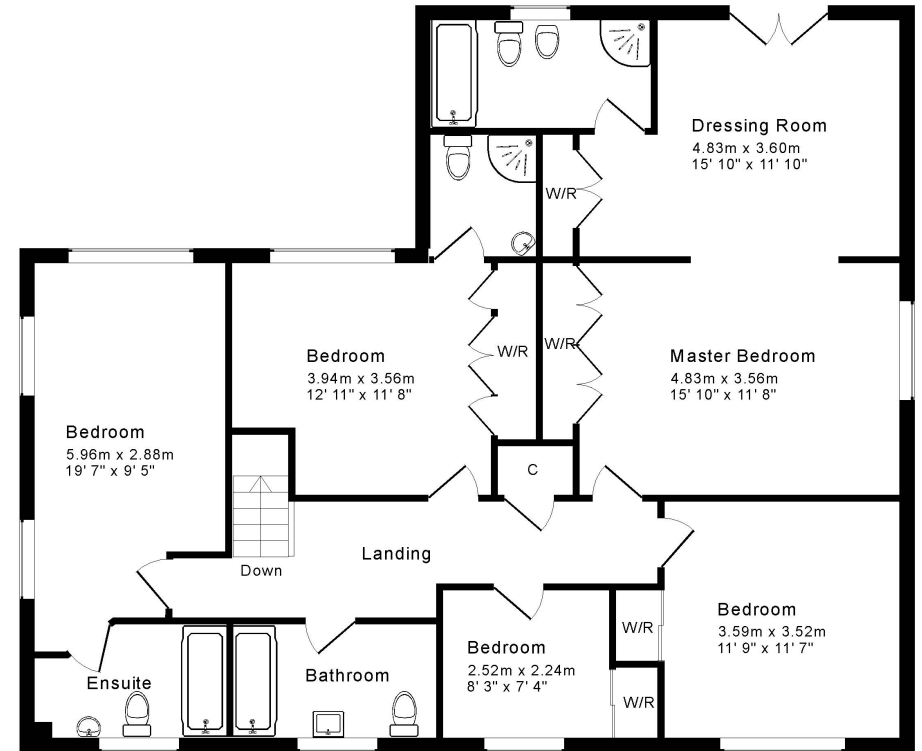 Dressing Room
4.83m x 3.60m
15' 10" x 11' 10"
W/R
Bedroom
3.94m x 3.56m
12' 11" x 11' 8"
W/R
W/R
Master Bedroom
4.83m x 3.56m
15' 10" x 11' 8"
Bedroom
5.96m x 2.88m
19' 7" x 9' 5"
C
Landing
Down
Bedroom
3.59m x 3.52m
11' 9" x 11' 7"
W/R
Bedroom
2.52m x 2.24m
8' 3" x 7' 4"
W/R
Ensuite
Bathroom